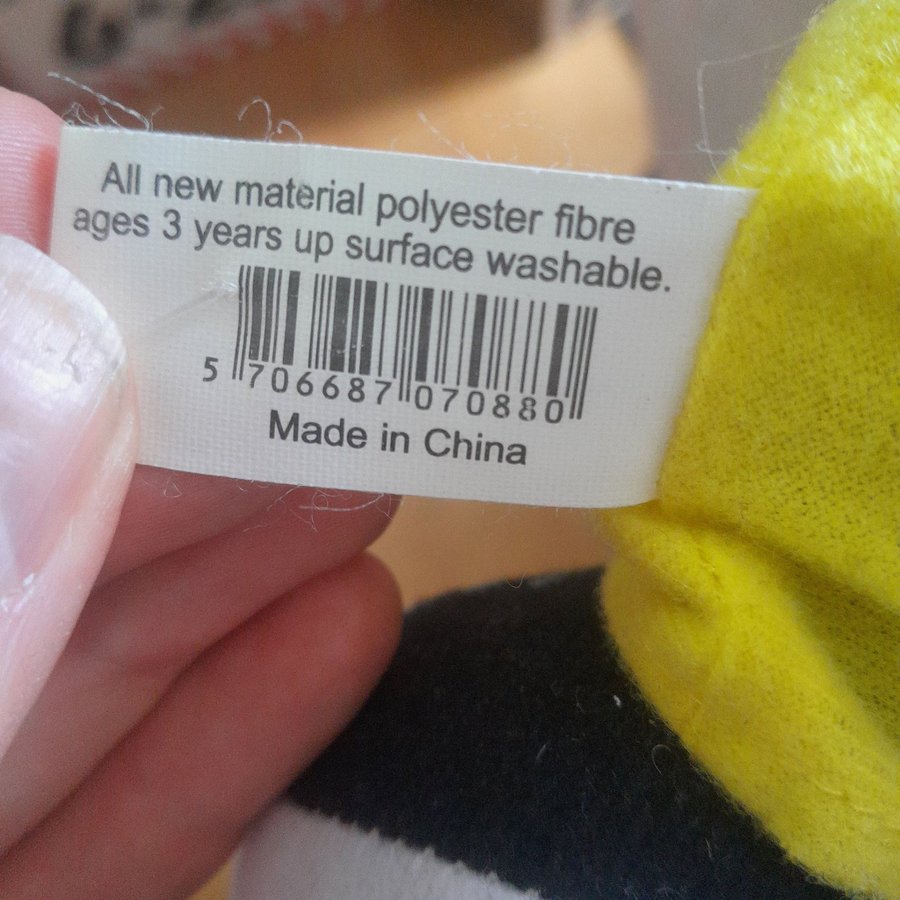 All new material polyester fibre
ages 3 years up surface washable.
5 706687 070880
Made in China